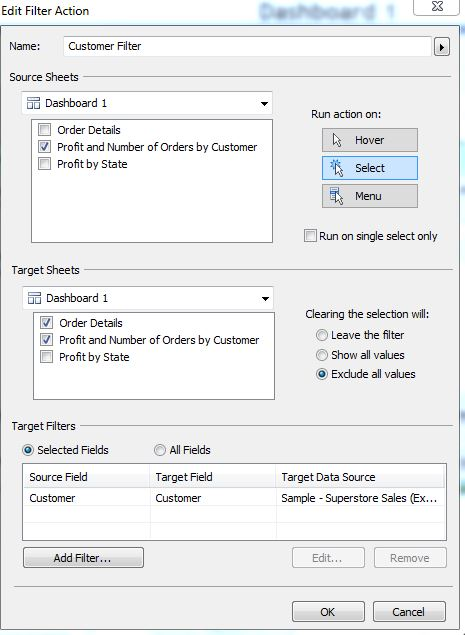 Dashboard 1
Edit Filter Action
Name: Customer Filter
Source Sheets
Dashboard 1
Order Details
Profit and Number of Orders by Customer
Profit by State
Run action on:
Hover
Select
Menu
Run on single select only
Target Sheets
Dashboard 1
Order Details
Profit and Number of Orders by Customer
Profit by State
Clearing the selection will:
Leave the filter
Show all values
Exclude all values
Target Filters
Selected Fields All Fields
Source Field Target Field Target Data Source
Customer Customer Sample - Superstore Sales (Ex...
Add Filter... Edit... Remove
OK Cancel